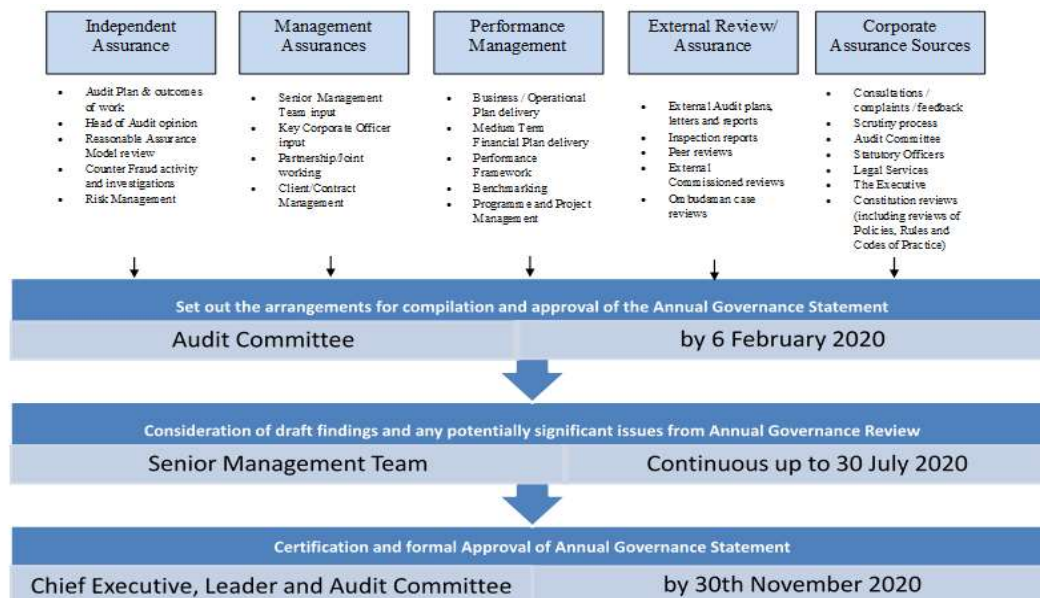 Independent
Assurance
Management
Assurances
Performance
Management
External Review/
Assurance
Corporate
Assurance Sources
• Audit Plan & outcomes
of work
• Head of Audit opinion
• Reasonable Assurance
Model review
• Counter Fraud activity
and investigations
• Risk Management
• Senior Management
Team input
• Key Corporate Officer
input
• Partnership/Joint
working
• Client/Contract
Management
• Business / Operational
Plan delivery
• Medium Term
Financial Plan delivery
• Performance
Framework
• Benchmarking
• Programme and Project
Management
• External Audit plans,
letters and reports
• Inspection reports
• Peer reviews
• External
Commissioned reviews
• Ombudsman case
reviews
• Consultations /
complaints / feedback
• Scrutiny process
• Audit Committee
• Statutory Officers
• Legal Services
• The Executive
• Constitution reviews
(including reviews of
Policies, Rules and
Codes of Practice)
Set out the arrangements for compilation and approval of the Annual Governance Statement
Audit Committee
by 6 February 2020
Consideration of draft findings and any potentially significant issues from Annual Governance Review
Senior Management Team
Continuous up to 30 July 2020
Certification and formal Approval of Annual Governance Statement
Chief Executive, Leader and Audit Committee
by 30th November 2020